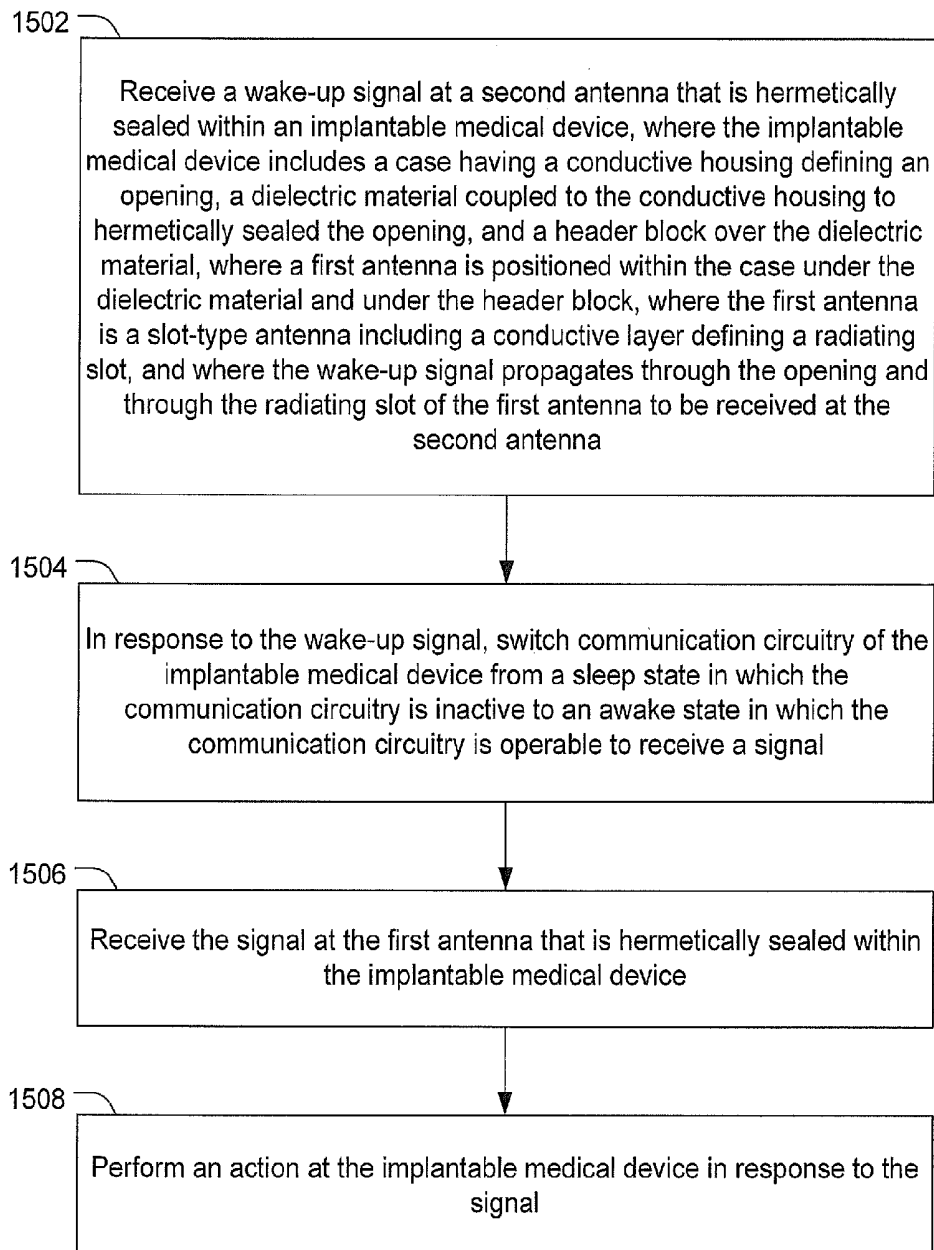 1502
Receive a wake-up signal at a second antenna that is hermetically
sealed within an implantable medical device, where the implantable
medical device includes a case having a conductive housing defining an
opening, a dielectric material coupled to the conductive housing to
hermetically sealed the opening, and a header block over the dielectric
material, where a first antenna is positioned within the case under the
dielectric material and under the header block, where the first antenna
is a slot-type antenna including a conductive layer defining a radiating
slot, and where the wake-up signal propagates through the opening and
through the radiating slot of the first antenna to be received at the
second antenna
1504
In response to the wake-up signal, switch communication circuitry of the
implantable medical device from a sleep state in which the
communication circuitry is inactive to an awake state in which the
communication circuitry is operable to receive a signal
1506
Receive the signal at the first antenna that is hermetically sealed within
the implantable medical device
1508
Perform an action at the implantable medical device in response to the
signal